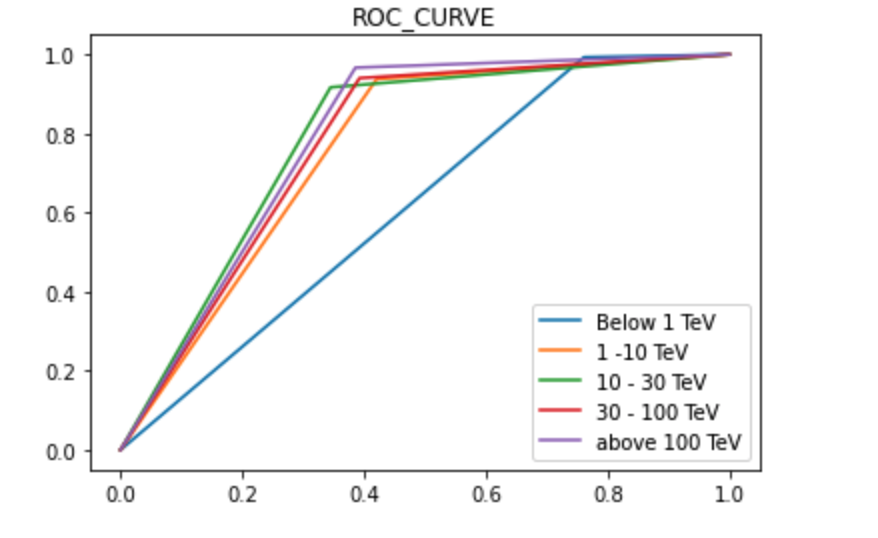 ROC_CURVE
1.0
0.8
0.6
0.4
0.2
0.0
Below 1 TeV
1 -10 TeV
10 - 30 TeV
30 - 100 TeV
above 100 TeV
0.0 0.2 0.4 0.6 0.8 1.0